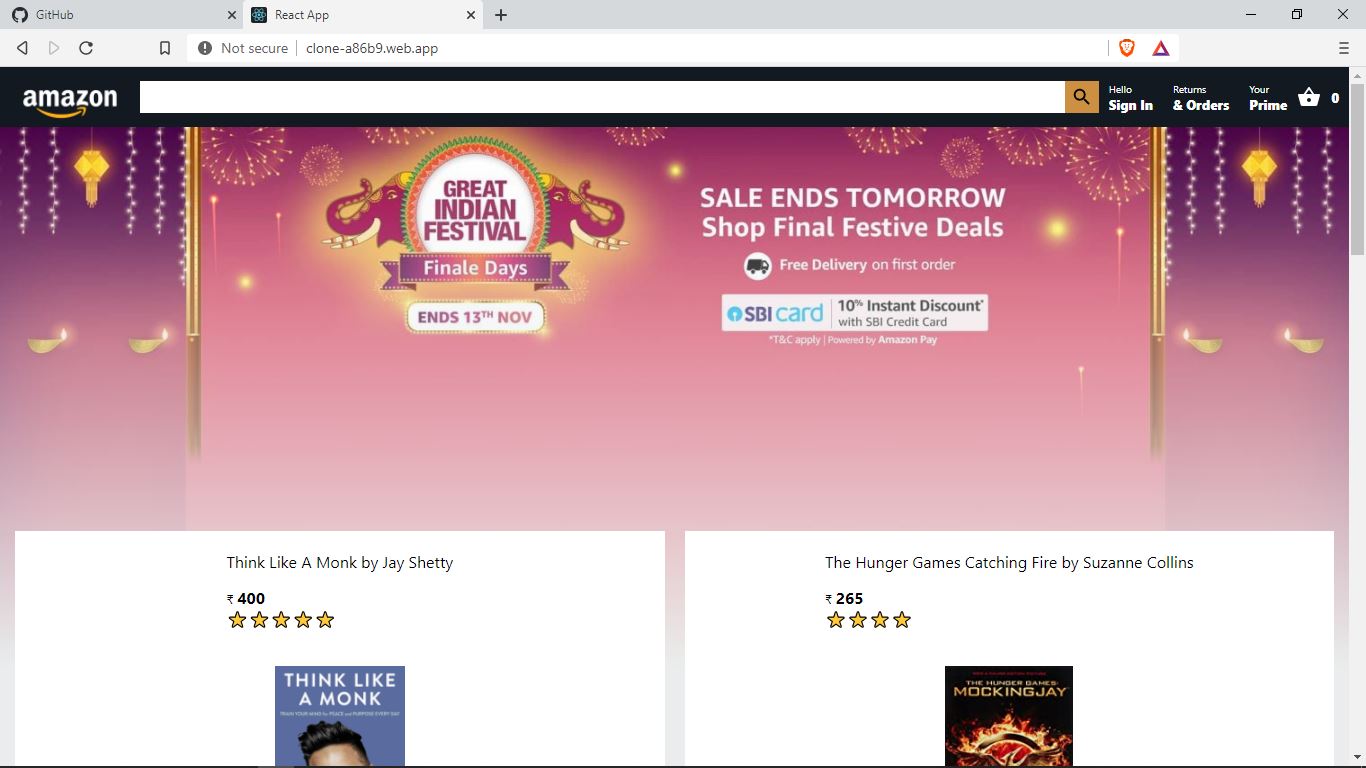 GitHub
React App
Not secure
clone-a86b9.web.app
amazon
Hello
Sign In
Returns
& Orders
Your
Prime
0
GREAT
INDIAN
FESTIVAL
Finale Days
ENDS 13TH NOV
SALE ENDS TOMORROW
Shop Final Festive Deals
Free Delivery on first order
SBI card
10% Instant Discount*
with SBI Credit Card
*T&C apply | Powered by Amazon Pay
Think Like A Monk by Jay Shetty
₹ 400
THINK LIKE
A MONK
TRAIN YOUR MIND for PEACE and PURPOSE EVERY DAY
The Hunger Games Catching Fire by Suzanne Collins
₹ 265
THE HUNGER GAMES:
MOCKINGJAY